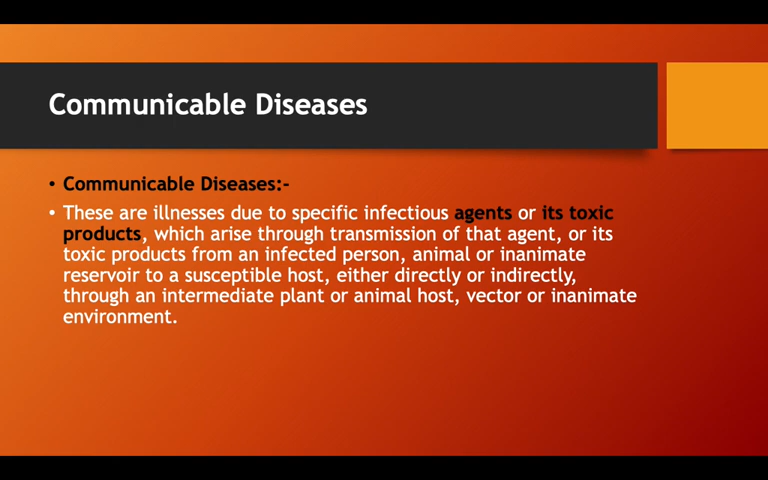 Communicable Diseases
• Communicable Diseases:-
• These are illnesses due to specific infectious agents or its toxic
products, which arise through transmission of that agent, or its
toxic products from an infected person, animal or inanimate
reservoir to a susceptible host, either directly or indirectly,
through an intermediate plant or animal host, vector or inanimate
environment.